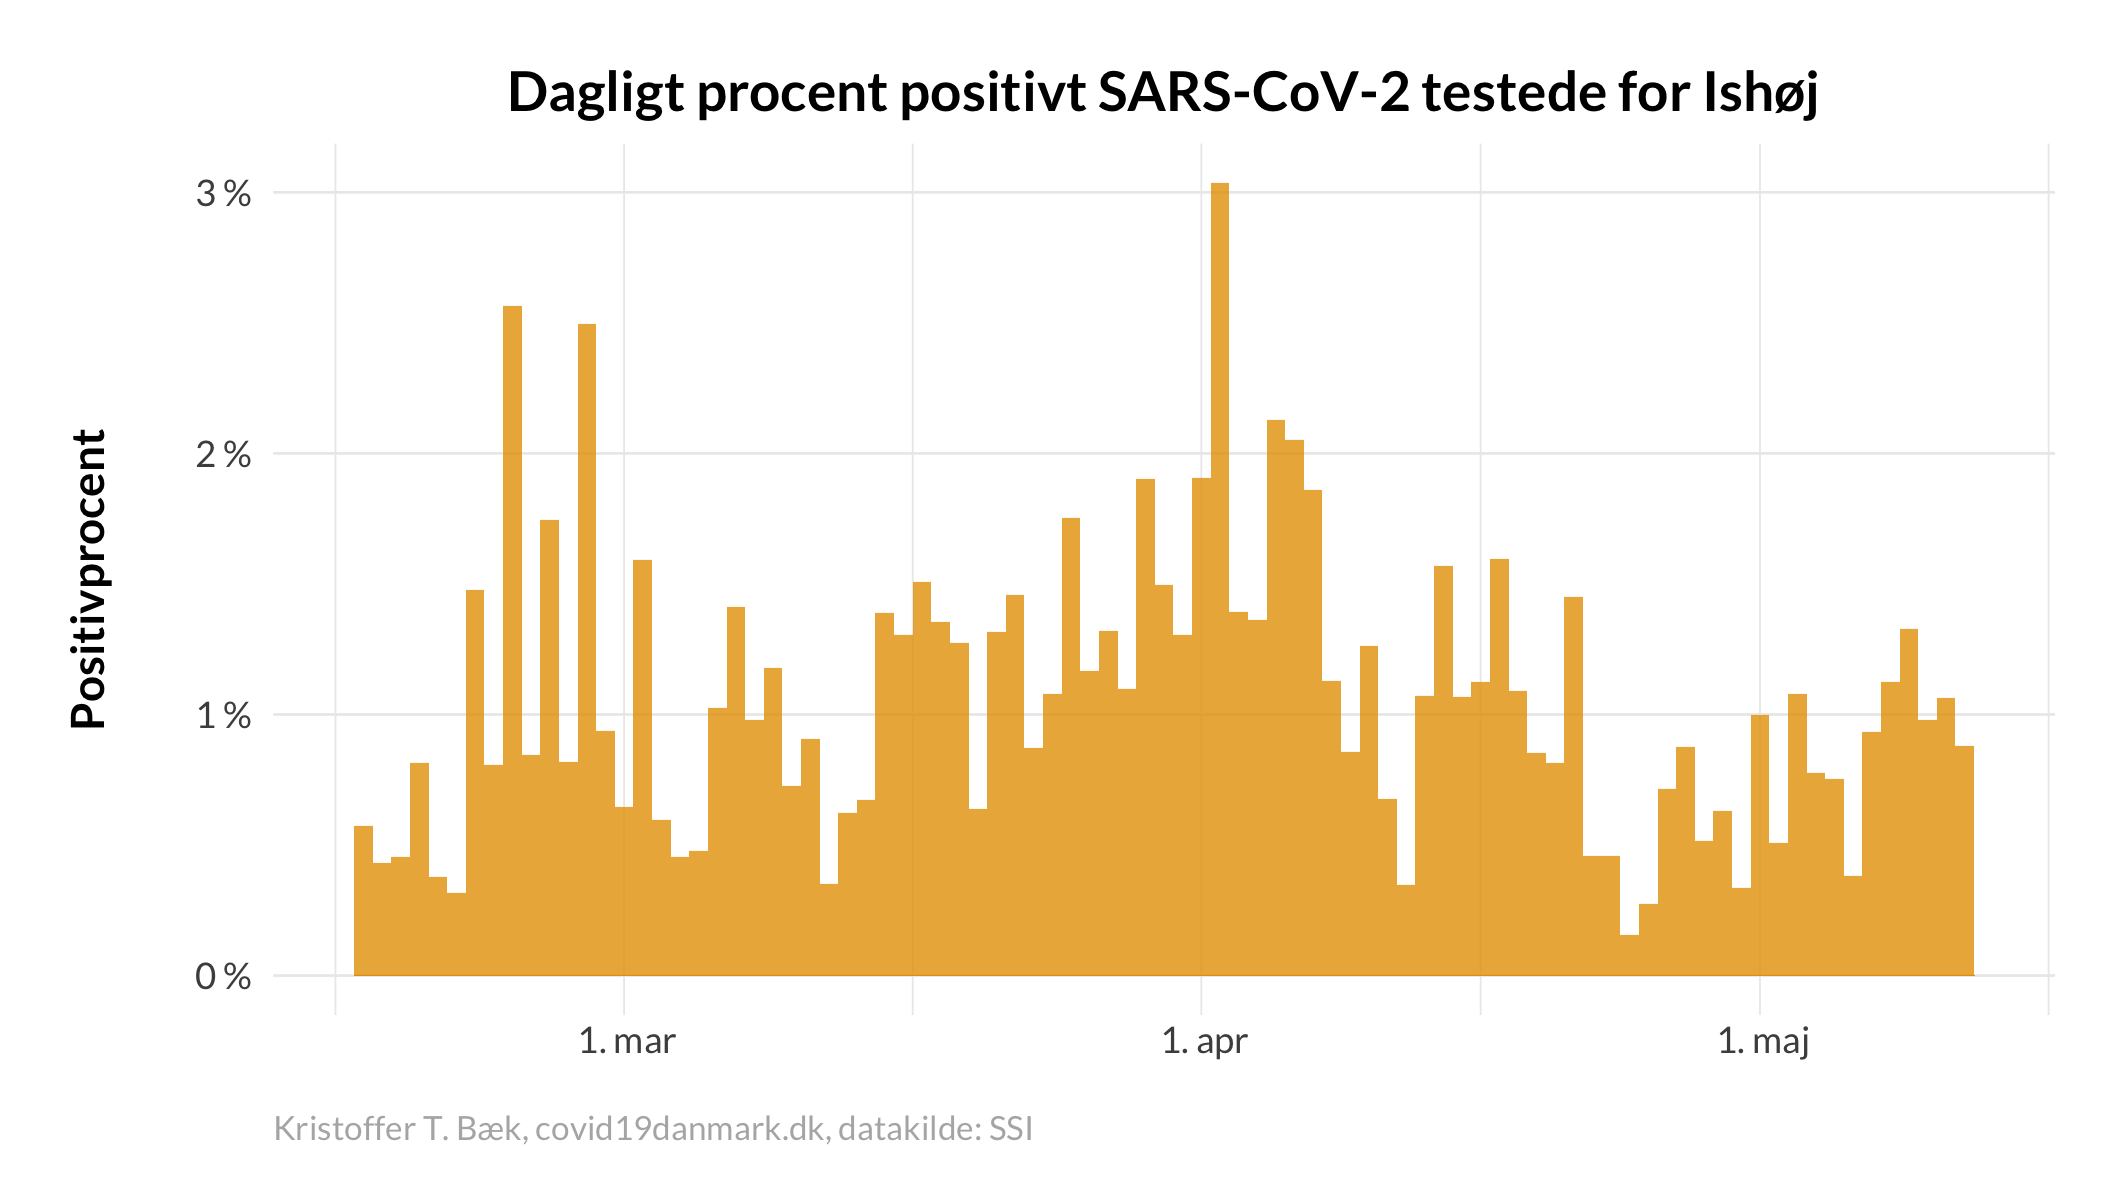 Dagligt procent positivt SARS-CoV-2 testede for Ishøj
Positivprocent
3 %
2 %
1 %
0 %
1. mar
1. apr
1. maj
Kristoffer T. Bæk, covid19danmark.dk, datakilde: SSI